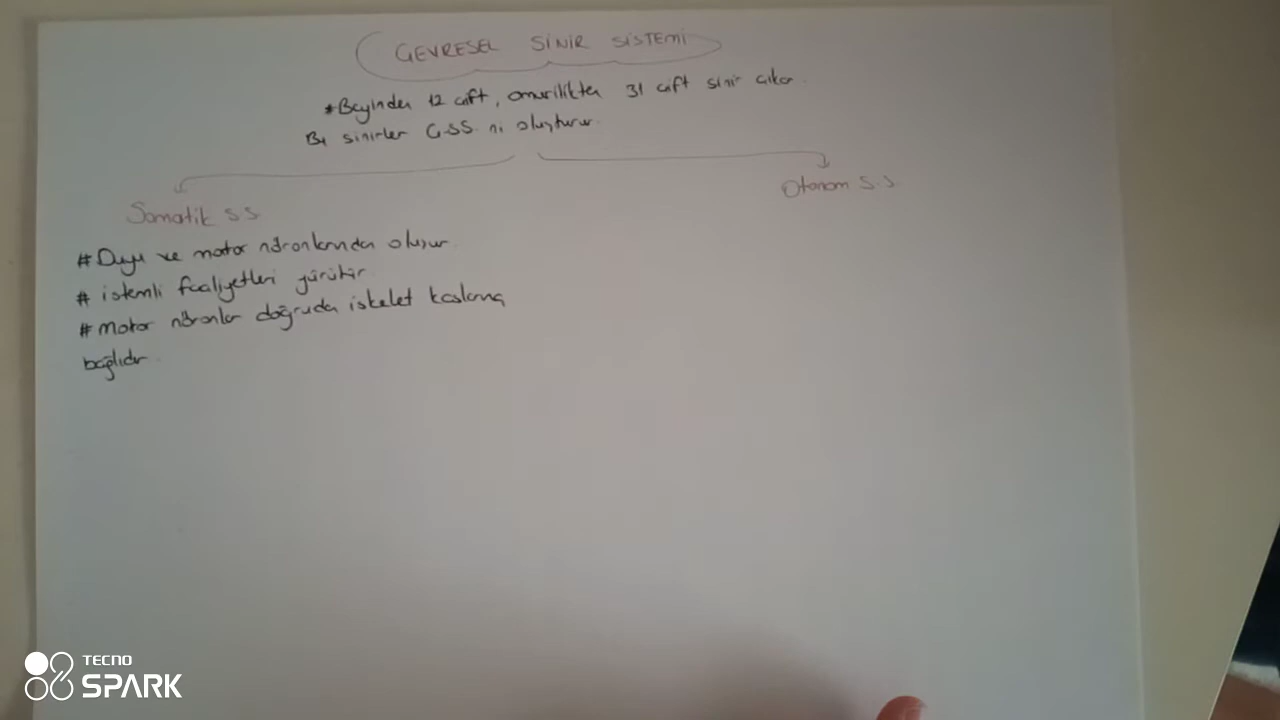 ÇEVRESEL SİNİR SİSTEMİ
*Beyinden 12 çift, omurilikten 31 çift sinir çıkar.
Bu sinirler Ç.S.S. ni oluşturur.
Somatik S.S.
Otonom S.S.
# Duyu ve motor nöronlarından oluşur.
# istemli faaliyetleri yürütür.
# Motor nöronlar doğrudan iskelet kaslarına
bağlıdır.
TECNO
SPARK